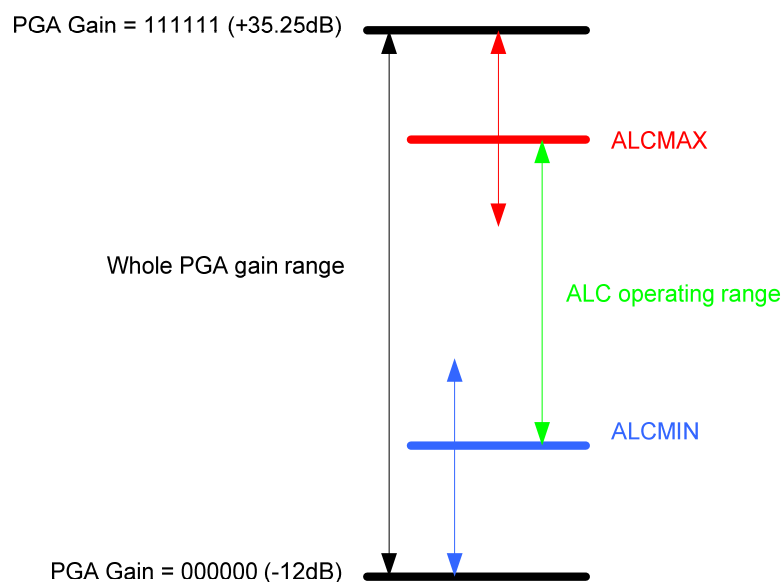 PGA Gain = 111111 (+35.25dB)
ALCMAX
Whole PGA gain range
ALC operating range
ALCMIN
PGA Gain = 000000 (-12dB)